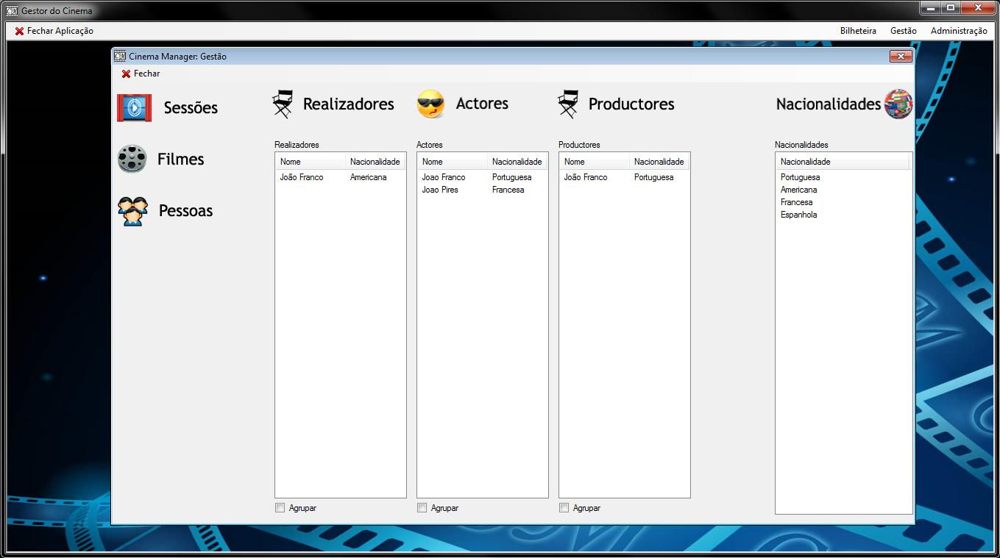 Gestor do Cinema
Fechar Aplicação
Bilheteira Gestão Administração
Cinema Manager: Gestão
Fechar
Sessões
Filmes
Pessoas
Realizadores
Actores
Productores
Nacionalidades
Realizadores
Nome Nacionalidade
João Franco Americana
Agrupar
Actores
Nome Nacionalidade
Joao Franco Portuguesa
Joao Pires Francesa
Agrupar
Productores
Nome Nacionalidade
João Franco Portuguesa
Agrupar
Nacionalidades
Nacionalidade
Portuguesa
Americana
Francesa
Espanhola